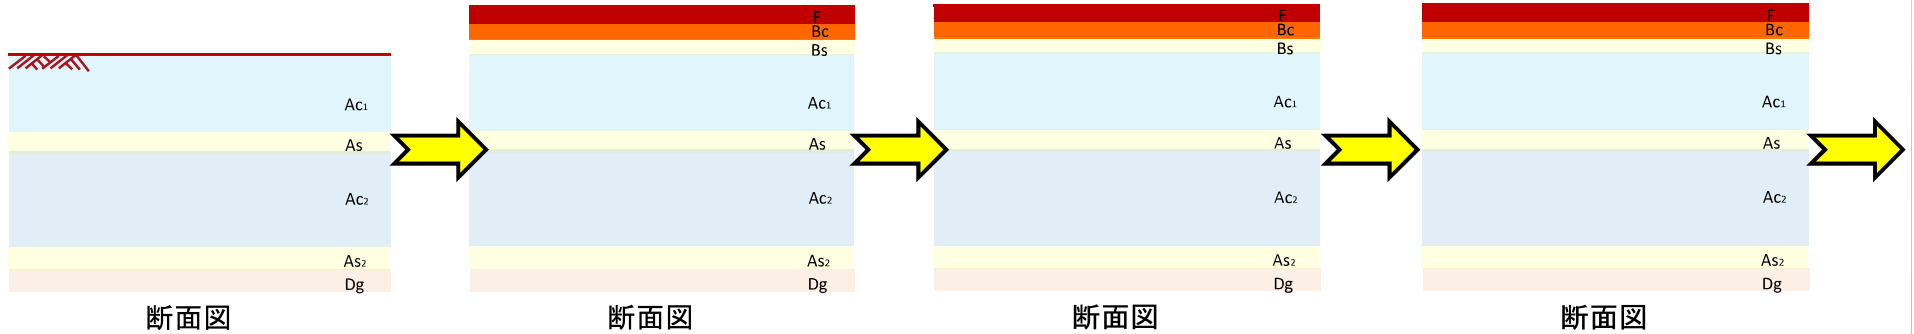 Ac1
As
Ac2
As2
Dg
断面図
F
Bc
Bs
Ac1
As
Ac2
As2
Dg
断面図
F
Bc
Bs
Ac1
As
Ac2
As2
Dg
断面図
F
Bc
Bs
Ac1
As
Ac2
As2
Dg
断面図